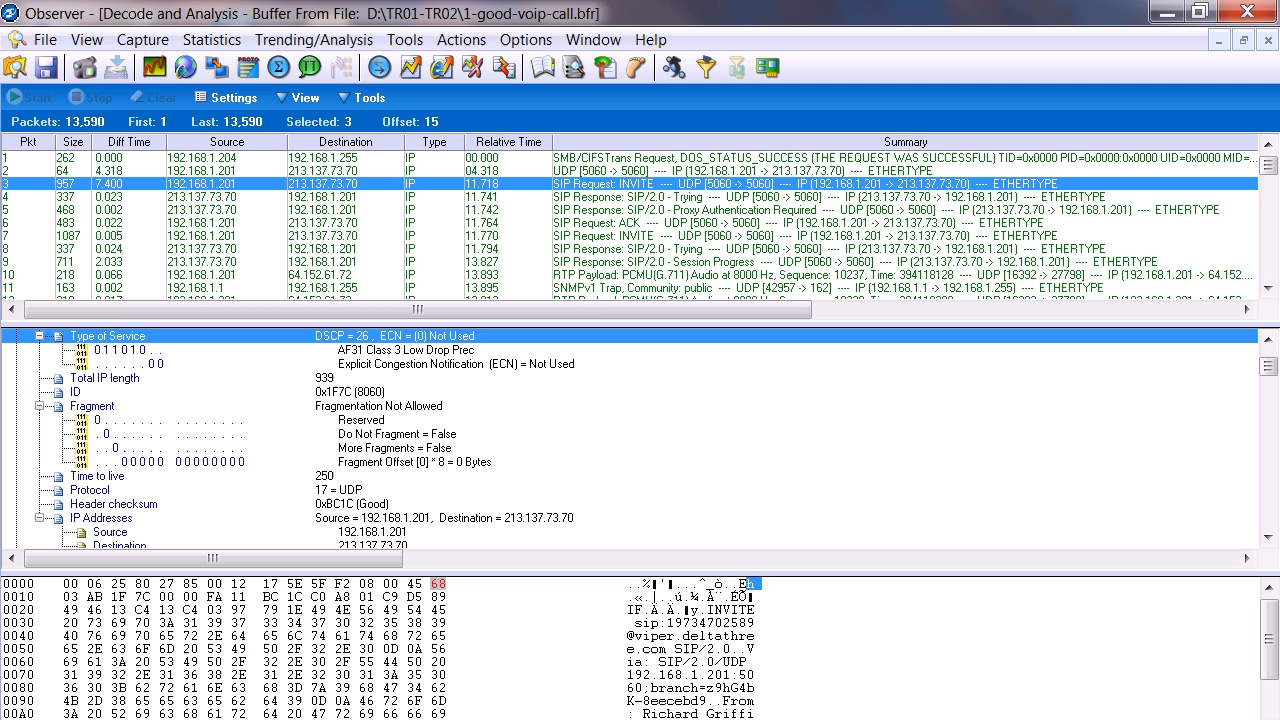 Observer - [Decode and Analysis - Buffer From File: D:\TR01-TR02\1-good-voip-call.bfr]
File View Capture Statistics Trending/Analysis Tools Actions Options Window Help
Start Stop Clear Settings View Tools
Packets: 13,590 First: 1 Last: 13,590 Selected: 3 Offset: 15
Pkt Size Diff Time Source Destination Type Relative Time Summary
1 262 0.000 192.168.1.204 192.168.1.255 IP 00.000 SMB/CIFSTrans Request, DOS_STATUS_SUCCESS (THE REQUEST WAS SUCCESSFUL) TID=0x0000 PID=0x0000:0x0000 UID=0x0000 MID=...
2 64 4.318 192.168.1.201 213.137.73.70 IP 04.318 UDP [5060 -> 5060] ---- IP (192.168.1.201 -> 213.137.73.70) ---- ETHERTYPE
3 957 7.400 192.168.1.201 213.137.73.70 IP 11.718 SIP Request: INVITE ---- UDP [5060 -> 5060] ---- IP (192.168.1.201 -> 213.137.73.70) ---- ETHERTYPE
4 337 0.023 213.137.73.70 192.168.1.201 IP 11.741 SIP Response: SIP/2.0 - Trying ---- UDP [5060 -> 5060] ---- IP (213.137.73.70 -> 192.168.1.201) ---- ETHERTYPE
5 468 0.002 213.137.73.70 192.168.1.201 IP 11.742 SIP Response: SIP/2.0 - Proxy Authentication Required ---- UDP [5060 -> 5060] ---- IP (213.137.73.70 -> 192.168.1.201) ---- ETHERTYPE
6 483 0.022 192.168.1.201 213.137.73.70 IP 11.764 SIP Request: ACK ---- UDP [5060 -> 5060] ---- IP (192.168.1.201 -> 213.137.73.70) ---- ETHERTYPE
7 1087 0.005 192.168.1.201 213.137.73.70 IP 11.770 SIP Request: INVITE ---- UDP [5060 -> 5060] ---- IP (192.168.1.201 -> 213.137.73.70) ---- ETHERTYPE
8 337 0.024 213.137.73.70 192.168.1.201 IP 11.794 SIP Response: SIP/2.0 - Trying ---- UDP [5060 -> 5060] ---- IP (213.137.73.70 -> 192.168.1.201) ---- ETHERTYPE
9 711 2.033 213.137.73.70 192.168.1.201 IP 13.827 SIP Response: SIP/2.0 - Session Progress ---- UDP [5060 -> 5060] ---- IP (213.137.73.70 -> 192.168.1.201) ---- ETHERTYPE
10 218 0.066 192.168.1.201 64.152.61.72 IP 13.893 RTP Payload: PCMU(G.711) Audio at 8000 Hz, Sequence: 10237, Time: 394118128 ---- UDP [16392 -> 27798] ---- IP (192.168.1.201 -> 64.152....
11 163 0.002 192.168.1.1 192.168.1.255 IP 13.895 SNMPv1 Trap, Community: public ---- UDP [42957 -> 162] ---- IP (192.168.1.1 -> 192.168.1.255) ---- ETHERTYPE
Type of Service DSCP = 26 , ECN = (0) Not Used
011010. . AF31 Class 3 Low Drop Prec
. . . . . . 00 Explicit Congestion Notification (ECN) = Not Used
Total IP length 939
ID 0x1F7C (8060)
Fragment Fragmentation Not Allowed
0. . . . . . . . . . . . . . . Reserved
. 0. . . . . . . . . . . . . . Do Not Fragment = False
. . 0. . . . . . . . . . . . . More Fragments = False
. . . 00000 00000000 Fragment Offset [0] * 8 = 0 Bytes
Time to live 250
Protocol 17 = UDP
Header checksum 0xBC1C (Good)
IP Addresses Source = 192.168.1.201, Destination = 213.137.73.70
Source 192.168.1.201
Destination 213.137.73.70
0000 00 06 25 80 27 85 00 12 17 5E 5F F2 08 00 45 68
0010 03 AB 1F 7C 00 00 FA 11 BC 1C C0 A8 01 C9 D5 89
0020 49 46 13 C4 13 C4 03 97 79 1E 49 4E 56 49 54 45
0030 20 73 69 70 3A 31 39 37 33 34 37 30 32 35 38 39 sip:19734702589
0040 40 76 69 70 65 72 2E 64 65 6C 74 61 74 68 72 65 @viper.deltathre
0050 65 2E 63 6F 6D 20 53 49 50 2F 32 2E 30 0D 0A 56 e.com SIP/2.0..V
0060 69 61 3A 20 53 49 50 2F 32 2E 30 2F 55 44 50 20 ia: SIP/2.0/UDP
0070 31 39 32 2E 31 36 38 2E 31 2E 32 30 31 3A 35 30 192.168.1.201:50
0080 36 30 3B 62 72 61 6E 63 68 3D 7A 39 68 47 34 62 60;branch=z9hG4b
0090 4B 2D 38 65 65 63 65 62 64 39 0D 0A 46 72 6F 6D K-8eecebd9..From
00A0 3A 20 52 69 63 68 61 72 64 20 47 72 69 66 66 69 : Richard Griffi